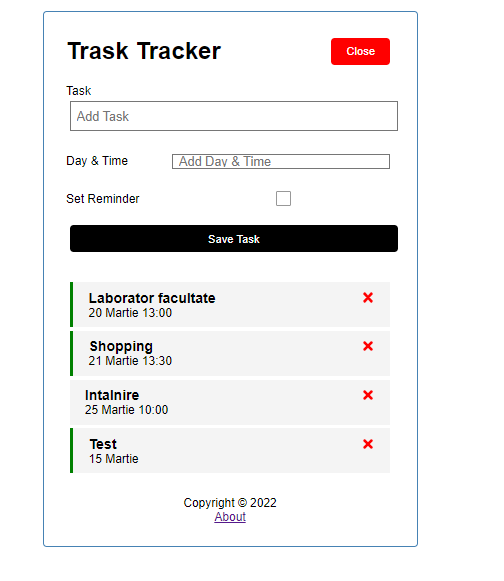 Trask Tracker
Close
Task
Add Task
Day & Time
Add Day & Time
Set Reminder
Save Task
Laborator facultate
20 Martie 13:00
Shopping
21 Martie 13:30
Intalnire
25 Martie 10:00
Test
15 Martie
Copyright © 2022
About